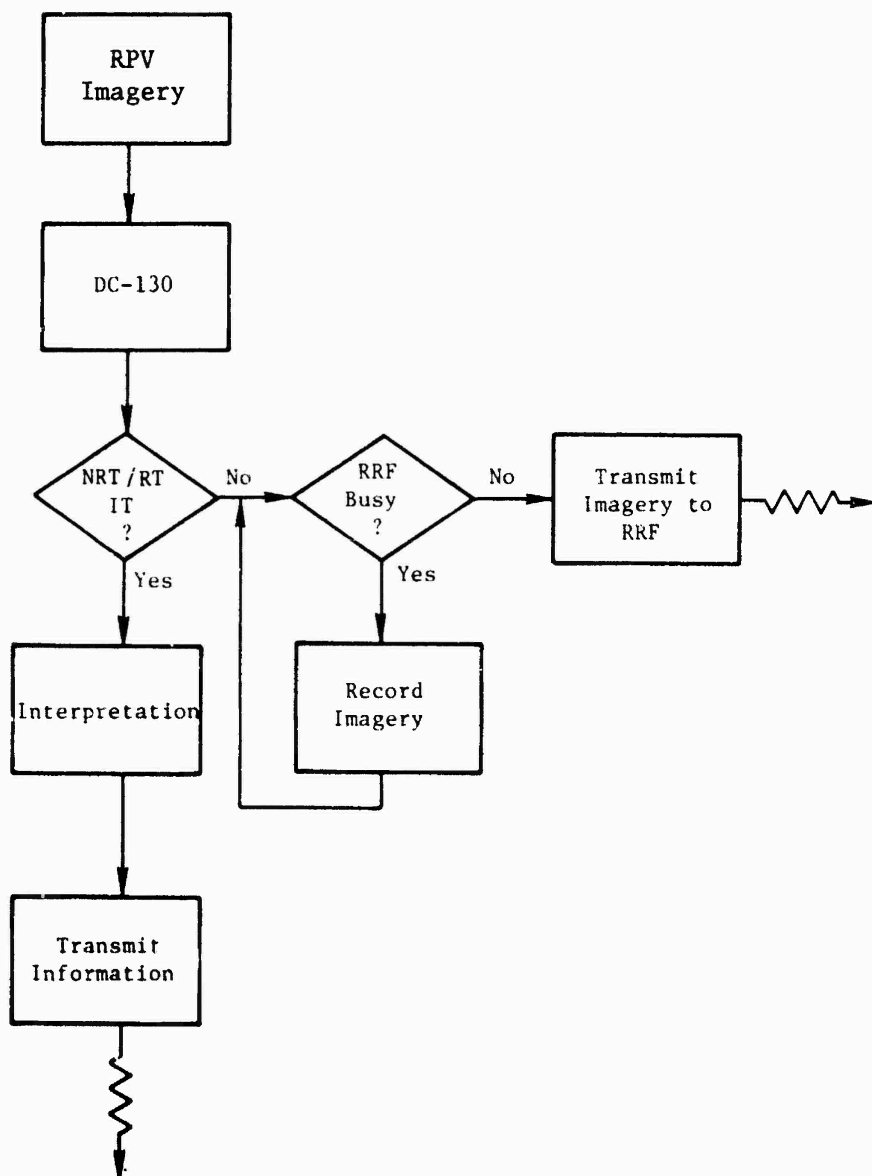 RPV
Imagery
DC-130
NRT/RT
IT
?
No
RRF
Busy
?
No
Transmit
Imagery to
RRF
Yes
Yes
Interpretation
Record
Imagery
Transmit
Information